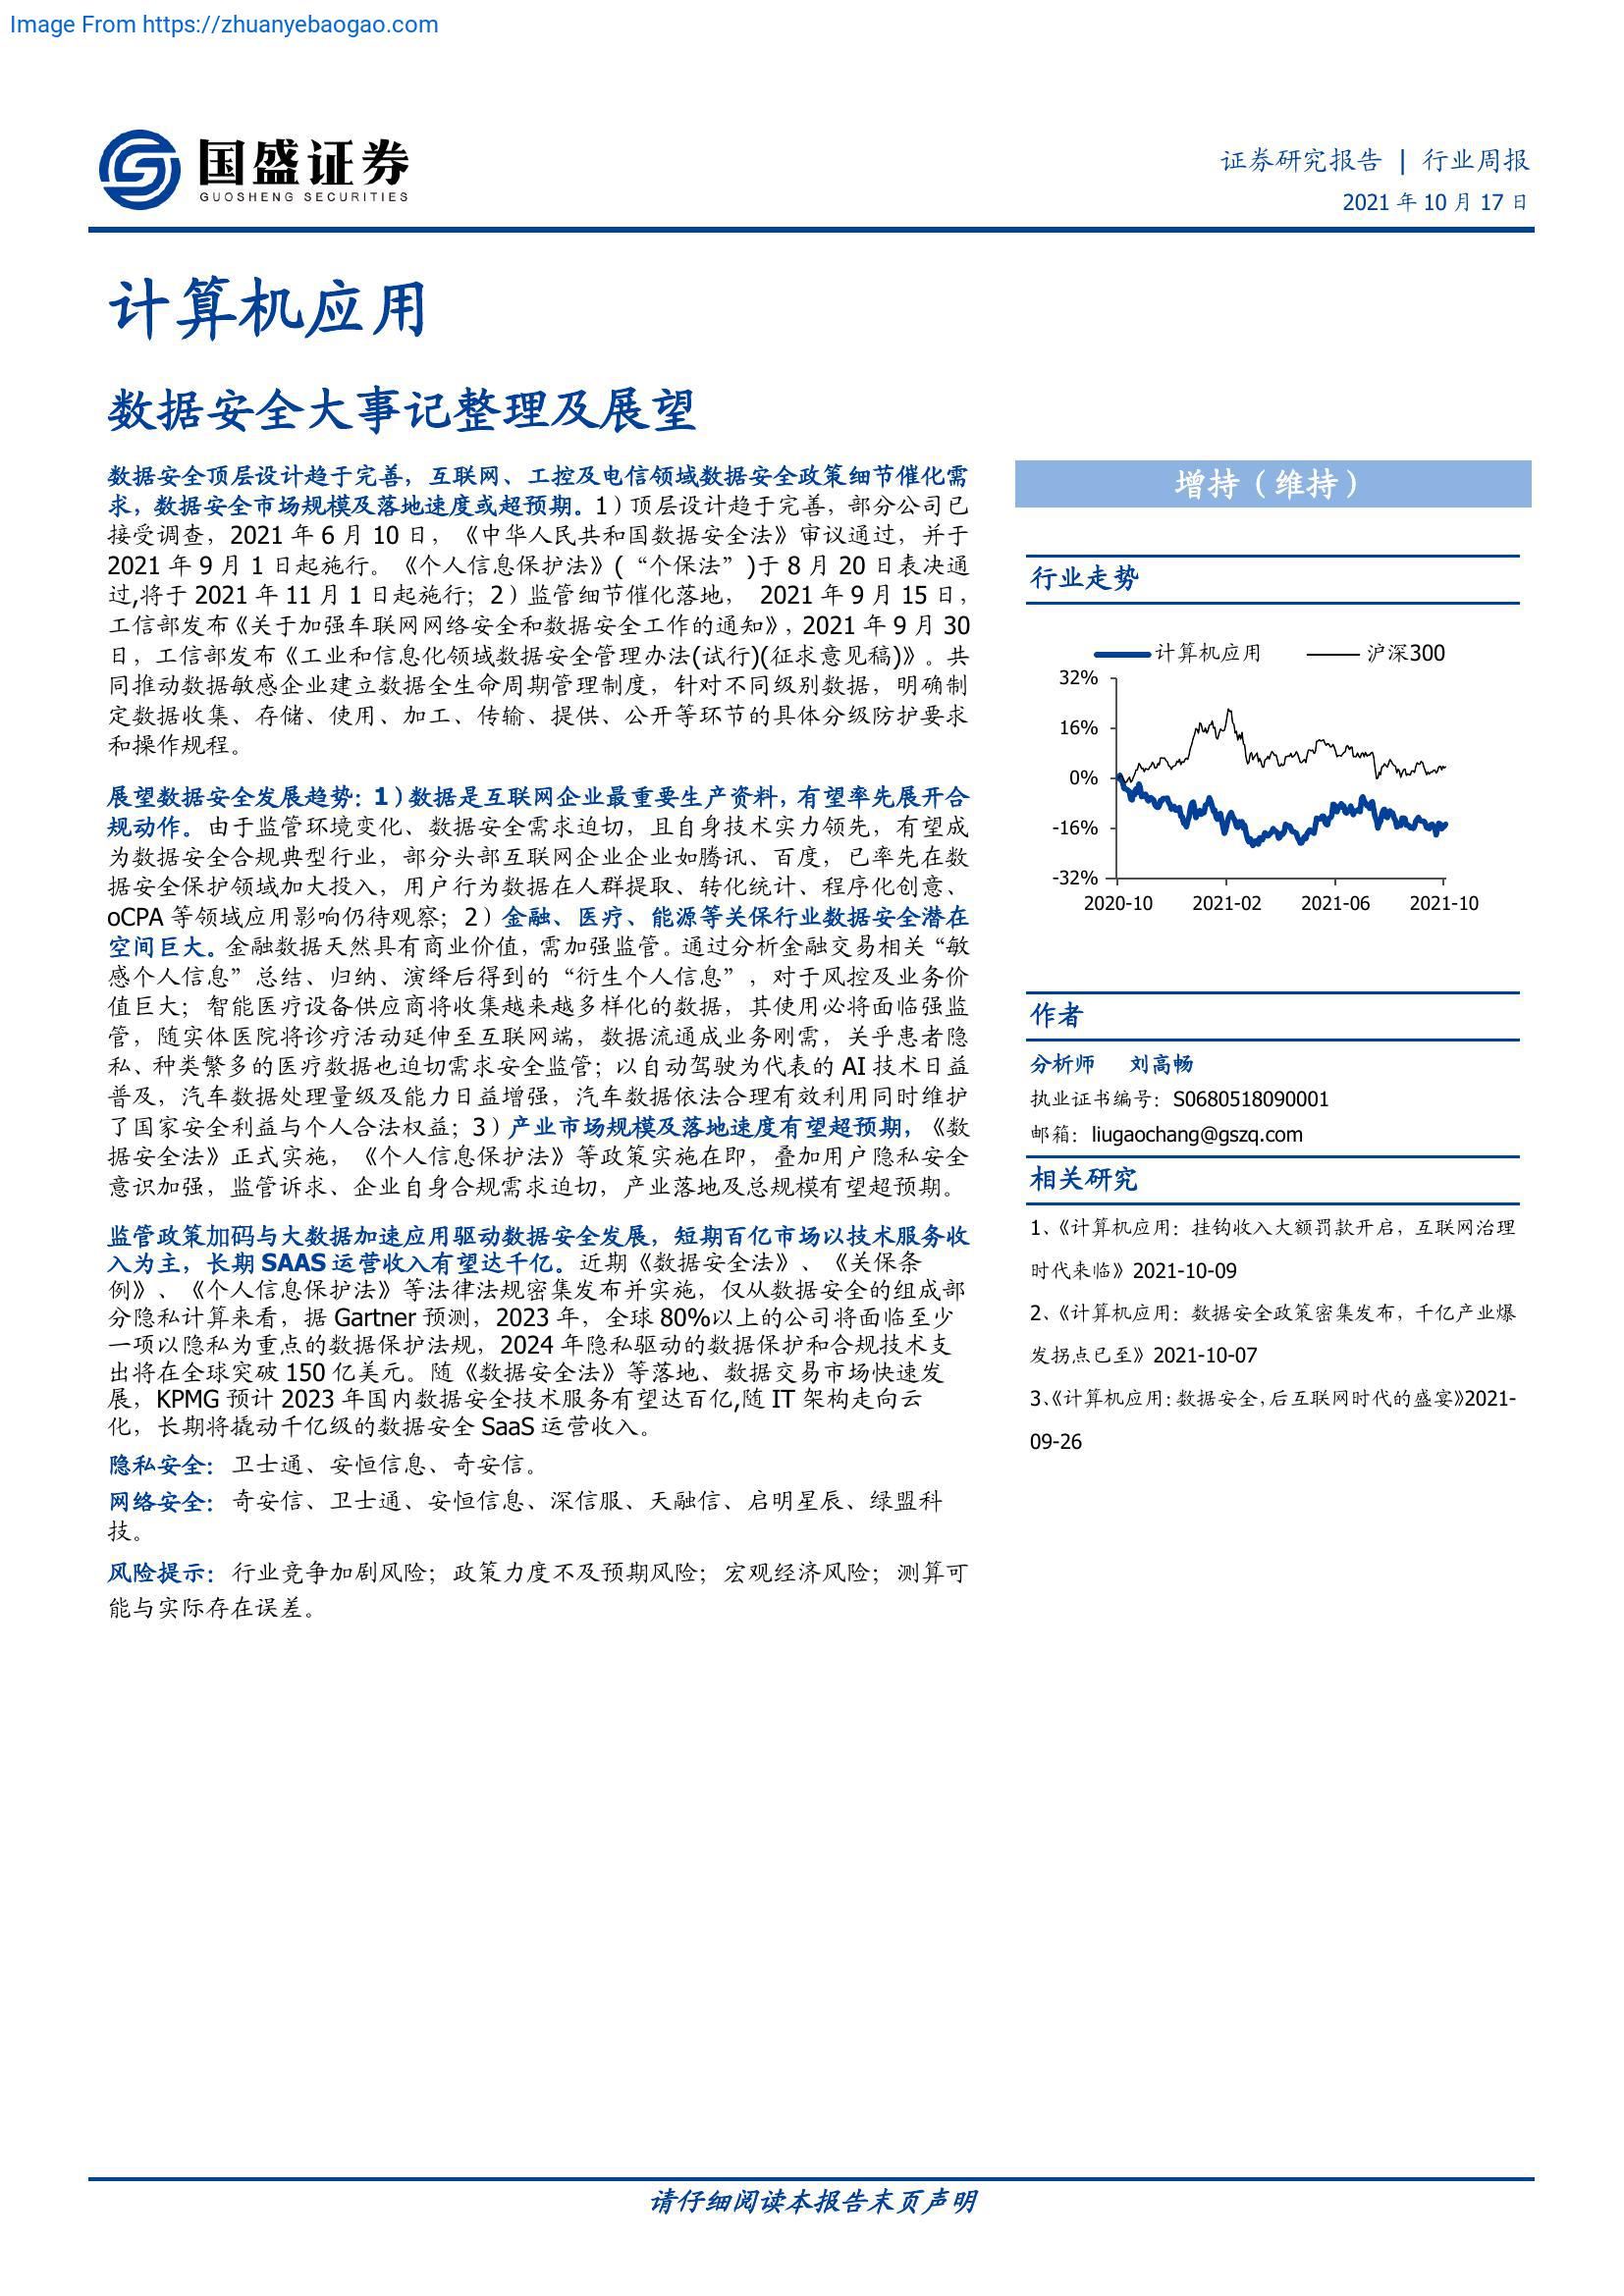 Image From https://zhuanyebaogao.com
国盛证券
GUOSHENG SECURITIES
证券研究报告 | 行业周报
2021 年 10 月 17 日
计算机应用
数据安全大事记整理及展望
数据安全顶层设计趋于完善，互联网、工控及电信领域数据安全政策细节催化需
求，数据安全市场规模及落地速度或超预期。1）顶层设计趋于完善，部分公司已
接受调查，2021 年 6 月 10 日，《中华人民共和国数据安全法》审议通过，并于
2021 年 9 月 1 日起施行。《个人信息保护法》(“个保法”)于 8 月 20 日表决通
过,将于 2021 年 11 月 1 日起施行；2）监管细节催化落地， 2021 年 9 月 15 日，
工信部发布《关于加强车联网网络安全和数据安全工作的通知》，2021 年 9 月 30
日，工信部发布《工业和信息化领域数据安全管理办法(试行)(征求意见稿)》。共
同推动数据敏感企业建立数据全生命周期管理制度，针对不同级别数据，明确制
定数据收集、存储、使用、加工、传输、提供、公开等环节的具体分级防护要求
和操作规程。
展望数据安全发展趋势：1）数据是互联网企业最重要生产资料，有望率先展开合
规动作。由于监管环境变化、数据安全需求迫切，且自身技术实力领先，有望成
为数据安全合规典型行业，部分头部互联网企业企业如腾讯、百度，已率先在数
据安全保护领域加大投入，用户行为数据在人群提取、转化统计、程序化创意、
oCPA 等领域应用影响仍待观察；2）金融、医疗、能源等关保行业数据安全潜在
空间巨大。金融数据天然具有商业价值，需加强监管。通过分析金融交易相关“敏
感个人信息”总结、归纳、演绎后得到的“衍生个人信息”，对于风控及业务价
值巨大；智能医疗设备供应商将收集越来越多样化的数据，其使用必将面临强监
管，随实体医院将诊疗活动延伸至互联网端，数据流通成业务刚需，关乎患者隐
私、种类繁多的医疗数据也迫切需求安全监管；以自动驾驶为代表的 AI 技术日益
普及，汽车数据处理量级及能力日益增强，汽车数据依法合理有效利用同时维护
了国家安全利益与个人合法权益；3）产业市场规模及落地速度有望超预期，《数
据安全法》正式实施，《个人信息保护法》等政策实施在即，叠加用户隐私安全
意识加强，监管诉求、企业自身合规需求迫切，产业落地及总规模有望超预期。
监管政策加码与大数据加速应用驱动数据安全发展，短期百亿市场以技术服务收
入为主，长期 SAAS 运营收入有望达千亿。近期《数据安全法》、《关保条
例》、《个人信息保护法》等法律法规密集发布并实施，仅从数据安全的组成部
分隐私计算来看，据 Gartner 预测，2023 年，全球 80%以上的公司将面临至少
一项以隐私为重点的数据保护法规，2024 年隐私驱动的数据保护和合规技术支
出将在全球突破 150 亿美元。随《数据安全法》等落地、数据交易市场快速发
展，KPMG 预计 2023 年国内数据安全技术服务有望达百亿,随 IT 架构走向云
化，长期将撬动千亿级的数据安全 SaaS 运营收入。
隐私安全：卫士通、安恒信息、奇安信。
网络安全：奇安信、卫士通、安恒信息、深信服、天融信、启明星辰、绿盟科
技。
风险提示：行业竞争加剧风险；政策力度不及预期风险；宏观经济风险；测算可
能与实际存在误差。
增持（维持）
行业走势
计算机应用 沪深300
32%
16%
0%
-16%
-32%
2020-10 2021-02 2021-06 2021-10
作者
分析师 刘高畅
执业证书编号：S0680518090001
邮箱：liugaochang@gszq.com
相关研究
1、《计算机应用：挂钩收入大额罚款开启，互联网治理
时代来临》2021-10-09
2、《计算机应用：数据安全政策密集发布，千亿产业爆
发拐点已至》2021-10-07
3、《计算机应用：数据安全，后互联网时代的盛宴》2021-
09-26
请仔细阅读本报告末页声明